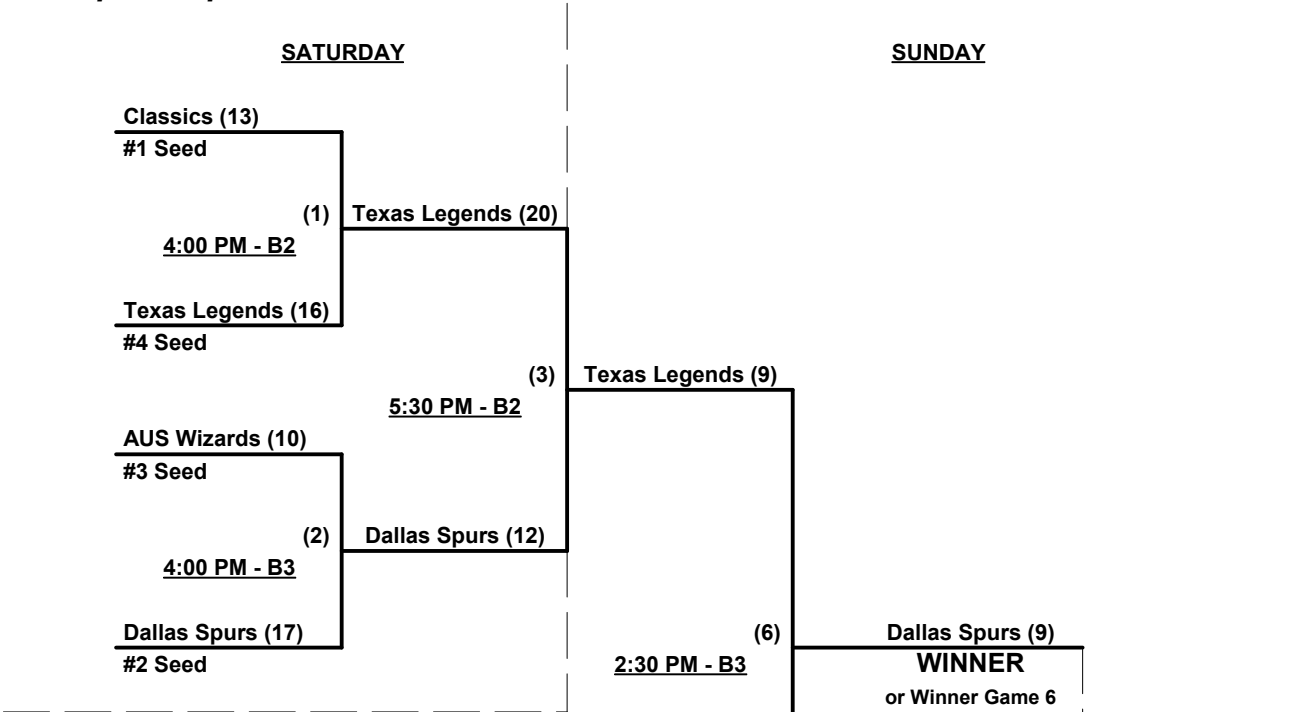 SATURDAY
SUNDAY
Classics (13)
#1 Seed
(1)
Texas Legends (20)
4:00 PM - B2
Texas Legends (16)
#4 Seed
(3)
Texas Legends (9)
5:30 PM - B2
AUS Wizards (10)
#3 Seed
(2)
Dallas Spurs (12)
4:00 PM - B3
Dallas Spurs (17)
#2 Seed
(6)
Dallas Spurs (9)
2:30 PM - B3
WINNER
or Winner Game 6